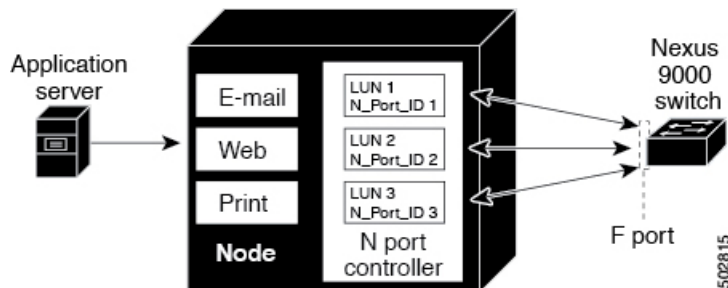 Application
server
E-mail
Web
Print
Node
LUN 1
N_Port_ID 1
LUN 2
N_Port_ID 2
LUN 3
N_Port_ID 3
N port
controller
Nexus
9000
switch
F port
502815